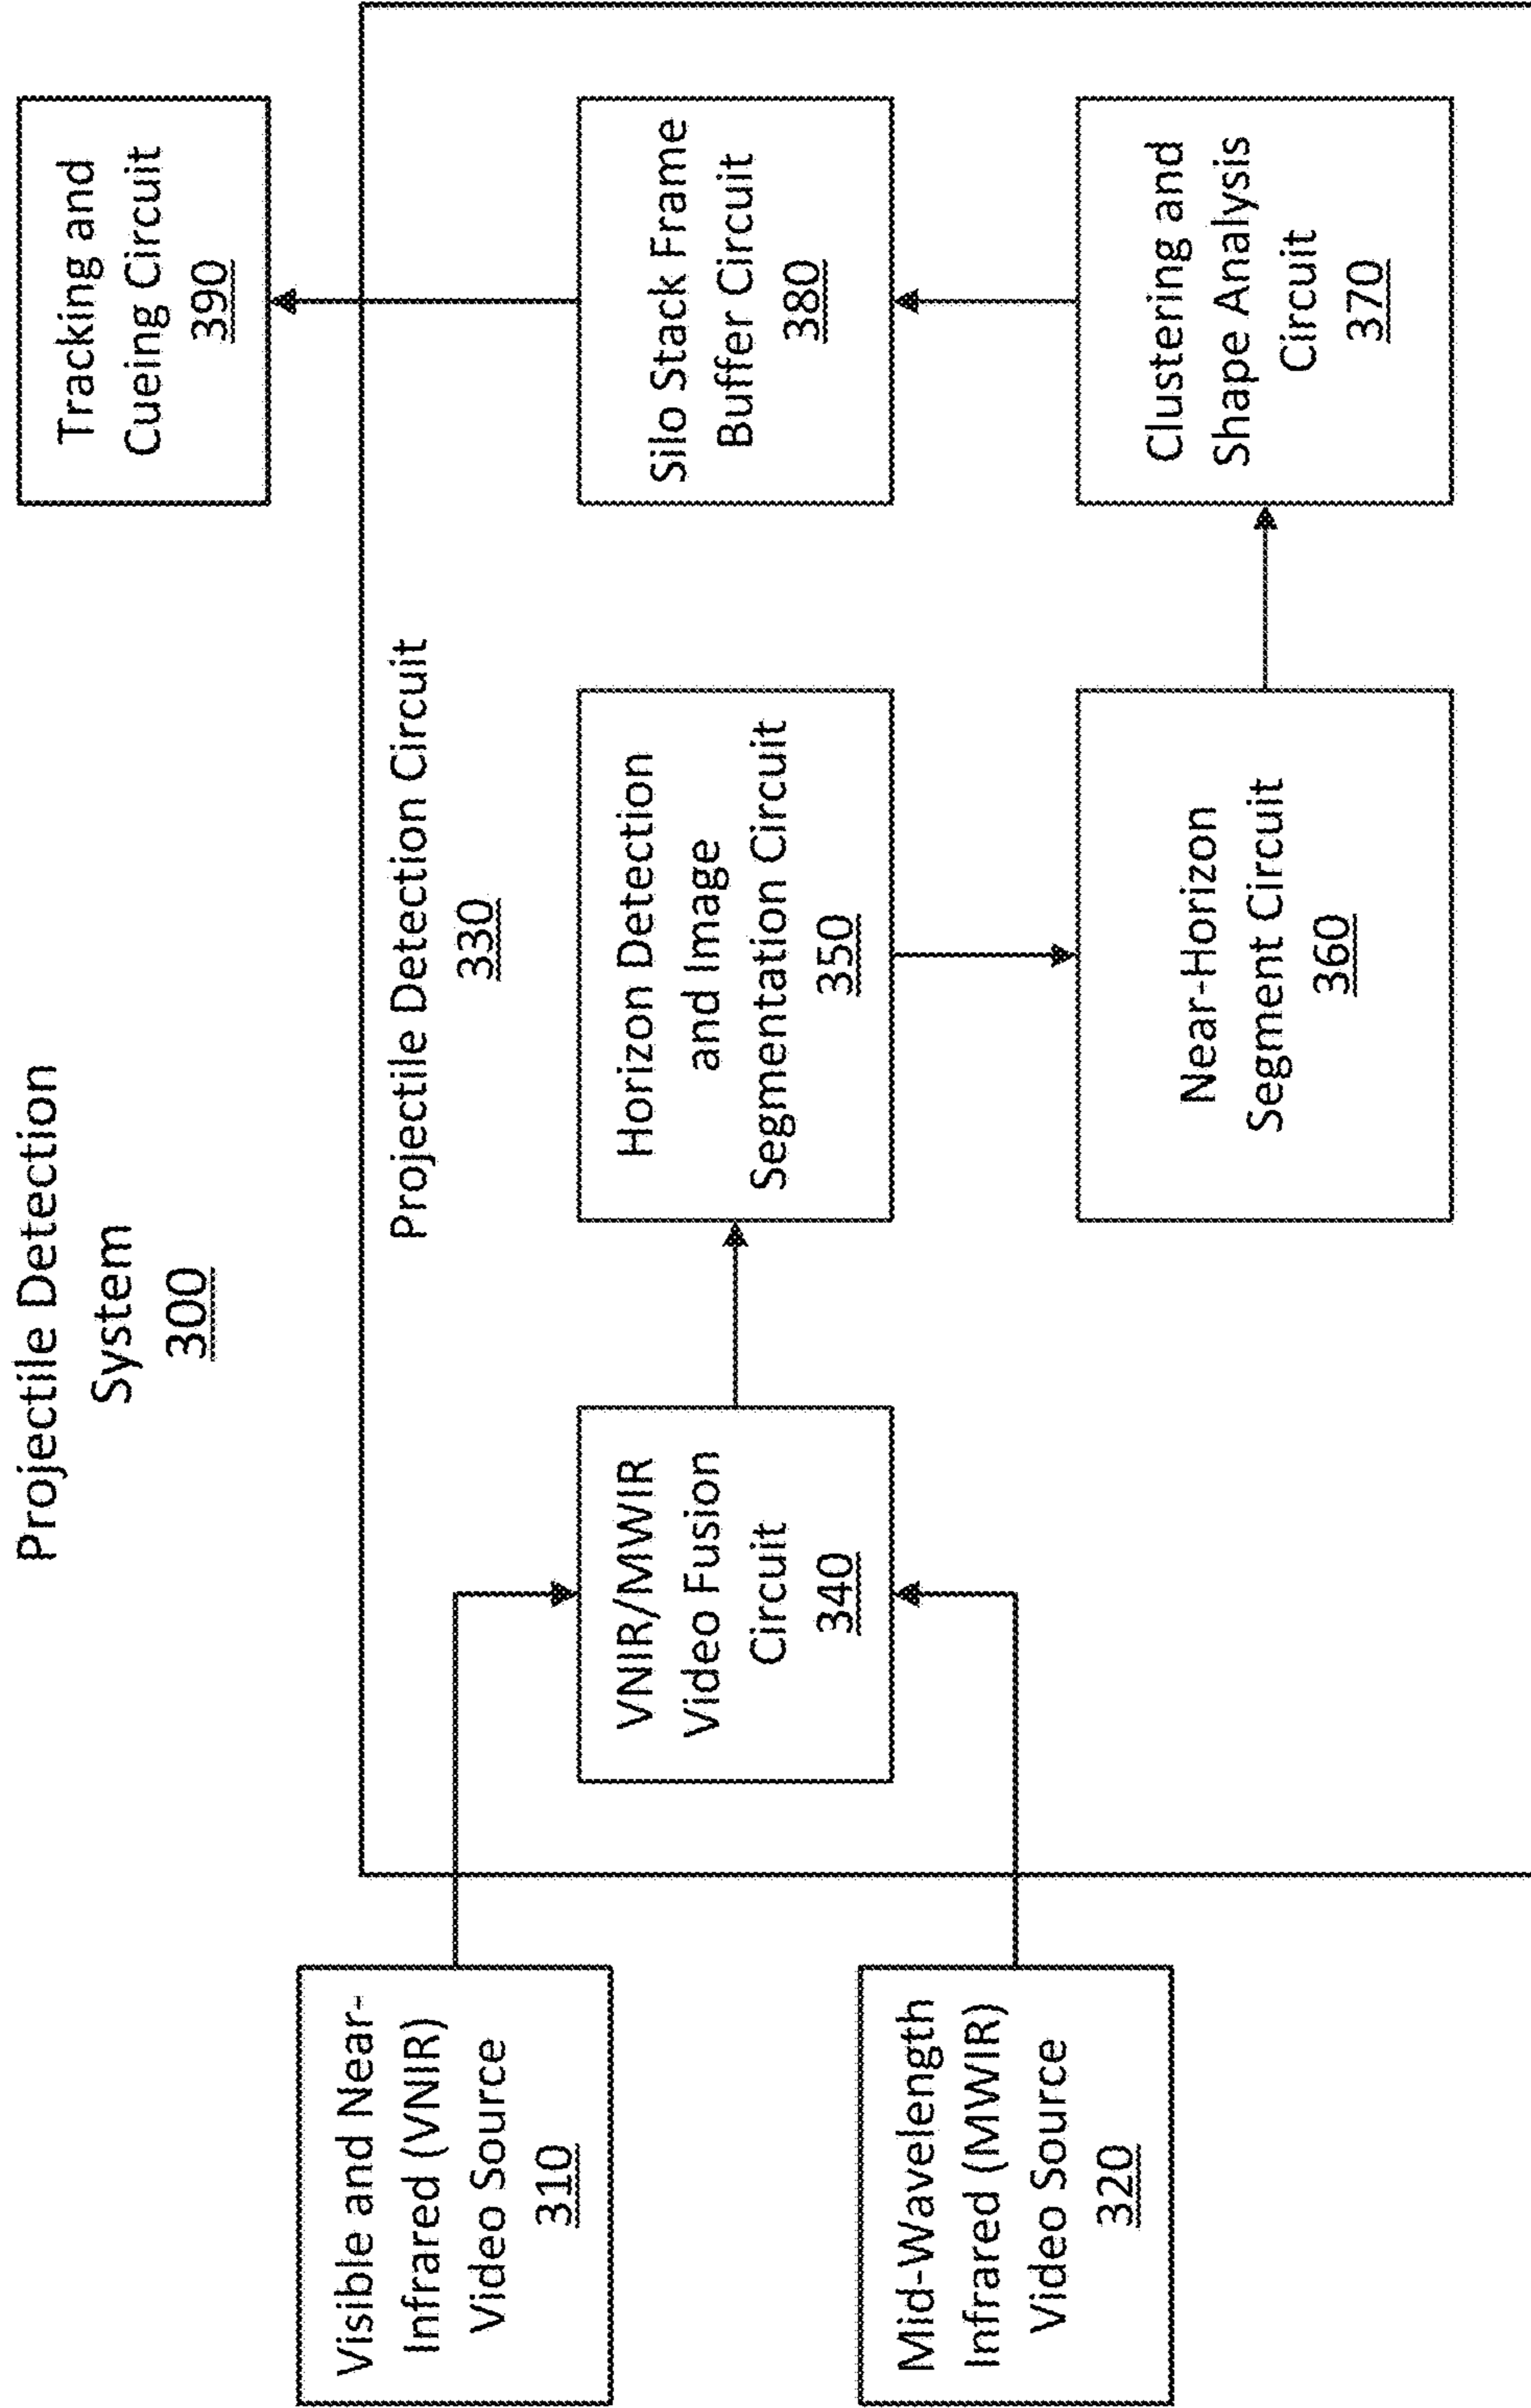 Projectile Detection
System
300
Visible and Near-
Infrared (VNIR)
Video Source
310
Mid-Wavelength
Infrared (MWIR)
Video Source
320
Projectile Detection Circuit
330
VNIR/MWIR
Video Fusion
Circuit
340
Horizon Detection
and Image
Segmentation Circuit
350
Near-Horizon
Segment Circuit
360
Clustering and
Shape Analysis
Circuit
370
Silo Stack Frame
Buffer Circuit
380
Tracking and
Cueing Circuit
390